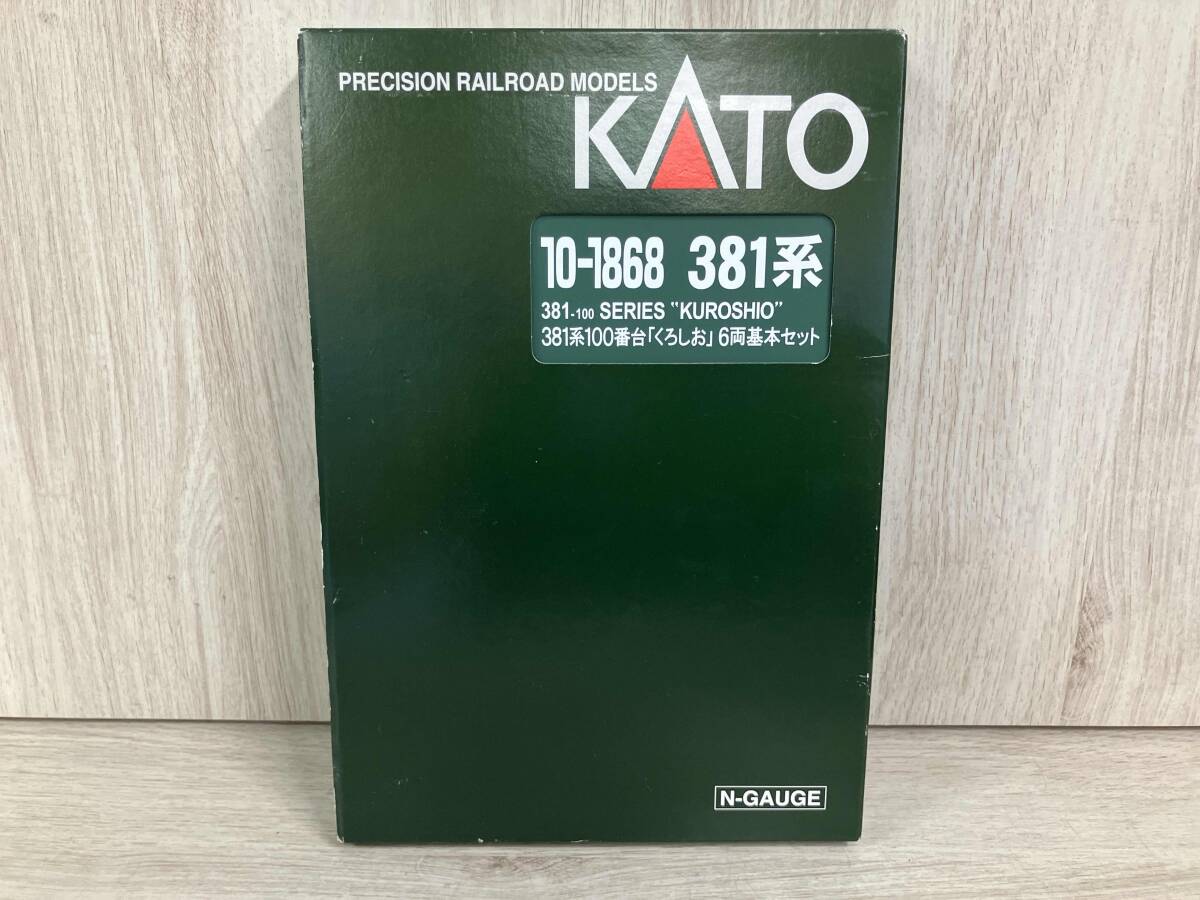 PRECISION RAILROAD MODELS
KATO
10-1868 381系
381-100 SERIES "KUROSHIO"
381系100番台「くろしお」6両基本セット
N-GAUGE